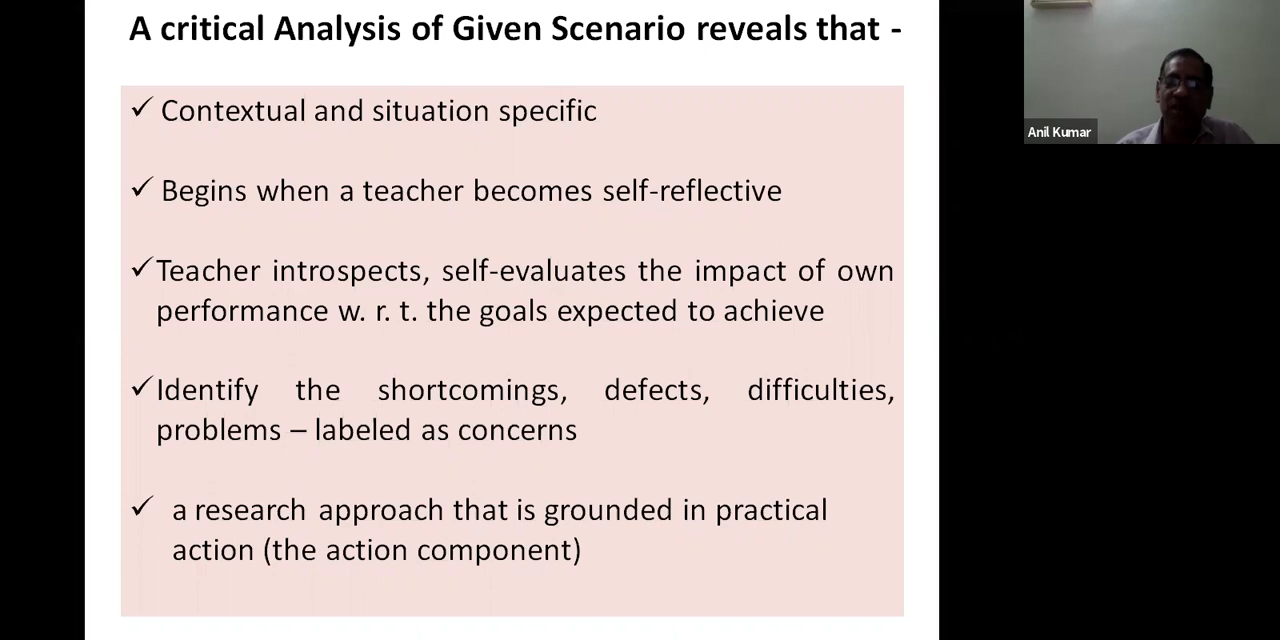 A critical Analysis of Given Scenario reveals that -
✓ Contextual and situation specific
✓ Begins when a teacher becomes self-reflective
✓ Teacher introspects, self-evaluates the impact of own
performance w. r. t. the goals expected to achieve
✓ Identify the shortcomings, defects, difficulties,
problems – labeled as concerns
✓ a research approach that is grounded in practical
action (the action component)
Anil Kumar